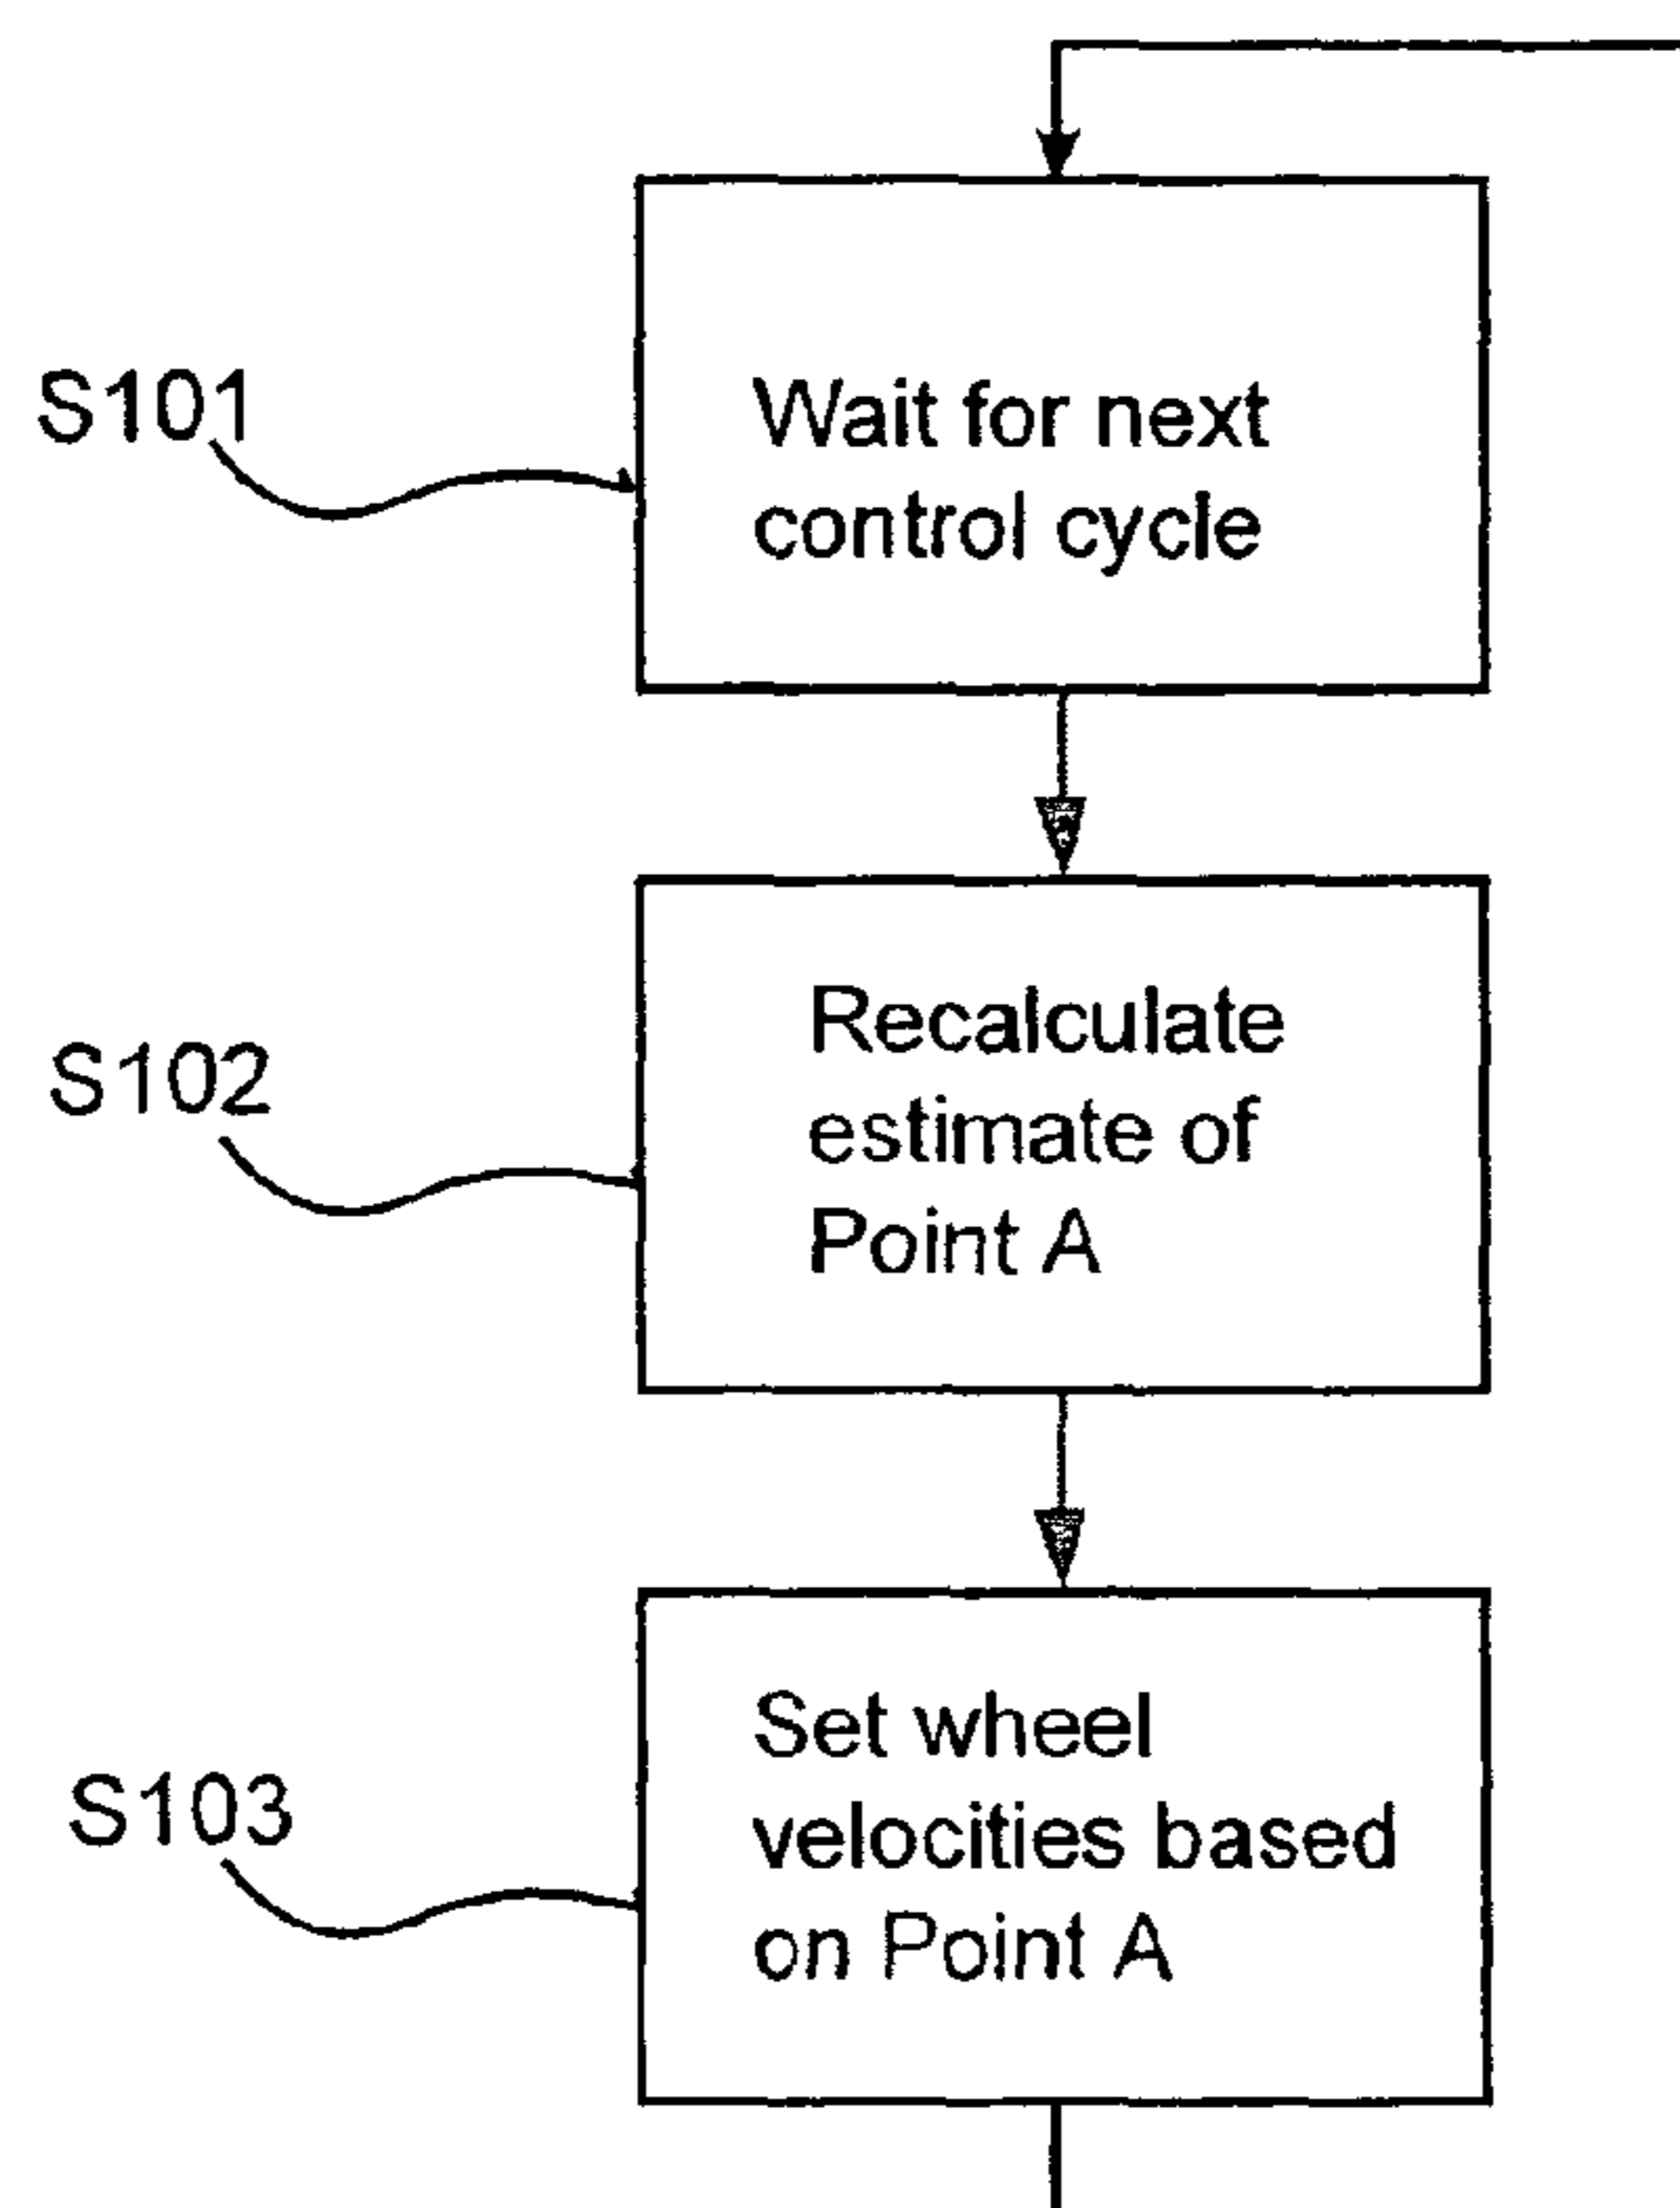 S101
Wait for next
control cycle
S102
Recalculate
estimate of
Point A
S103
Set wheel
velocities based
on Point A